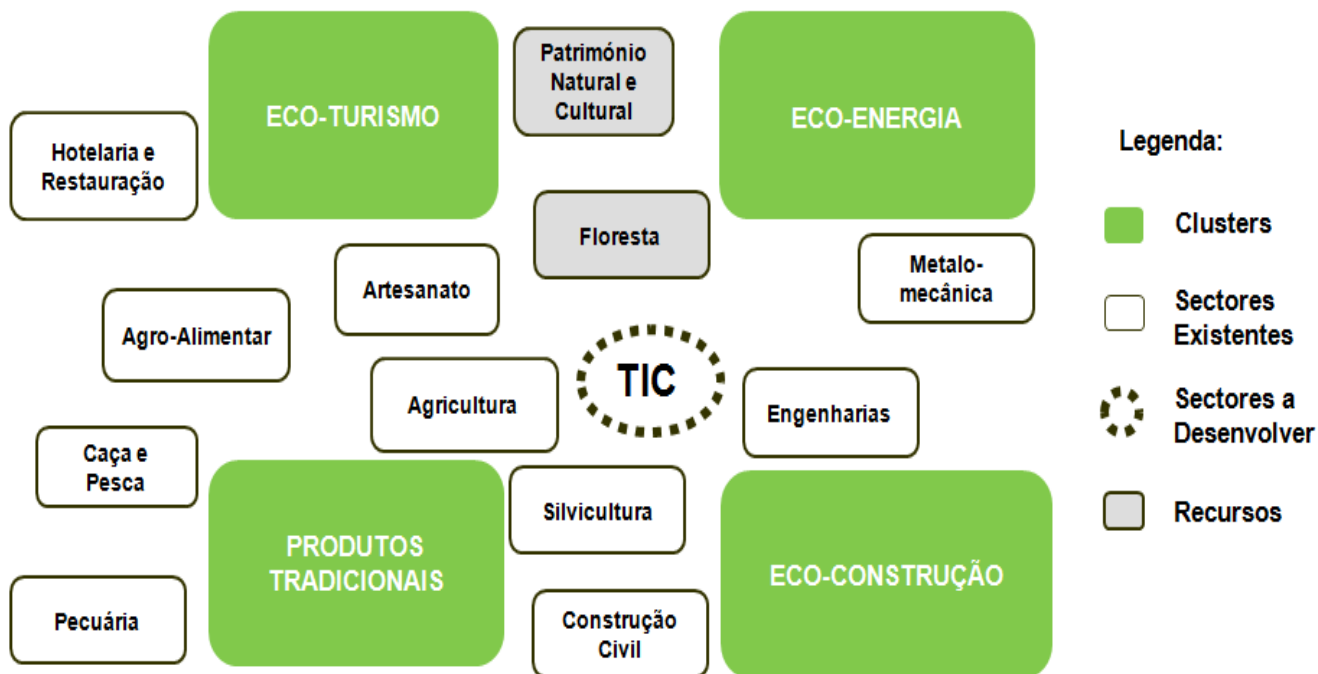 ECO-TURISMO
Património
Natural e
Cultural
ECO-ENERGIA
Hotelaria e
Restauração
Floresta
Artesanato
Metalo-
mecânica
Agro-Alimentar
TIC
Agricultura
Engenharias
Caça e
Pesca
Silvicultura
PRODUTOS
TRADICIONAIS
ECO-CONSTRUÇÃO
Pecuária
Construção
Civil
Legenda:
Clusters
Sectores
Existentes
Sectores a
Desenvolver
Recursos